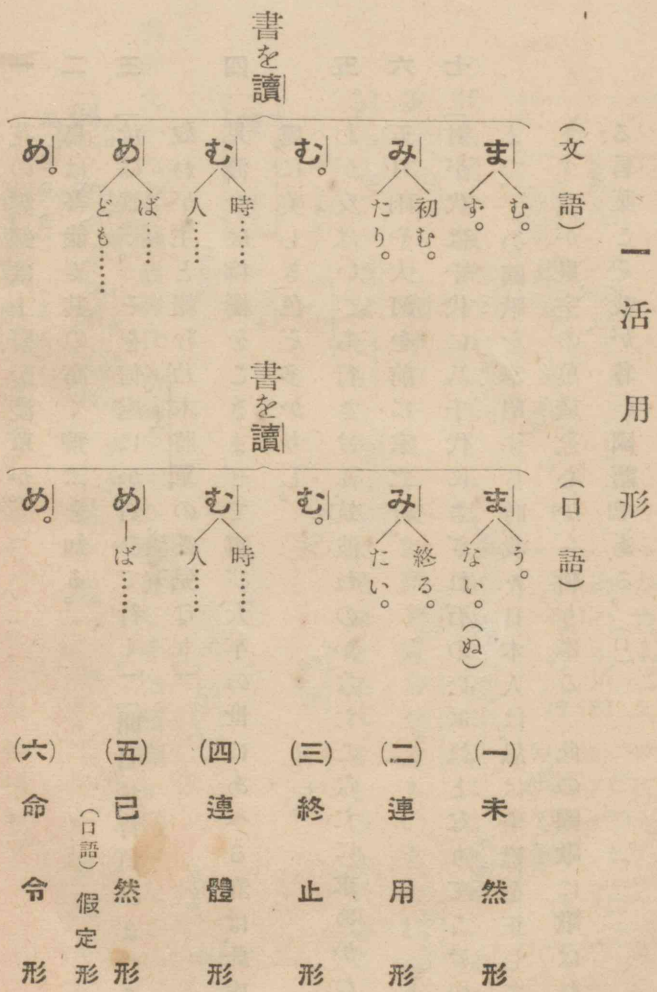 一 活 用 形
(文 語)
書を讀
ま む。 す。
み 初む。 たり。
む。
む 時…… 人……
め ば…… ども……
め。
(口 語)
書を讀
ま う。 ない。(ぬ)
み 終る。 たい。
む。
む 時…… 人……
め ば……
め。
(一) 未 然 形
(二) 連 用 形
(三) 終 止 形
(四) 連 體 形
(五) 已 然 形
(口語) 假 定 形
(六) 命 令 形